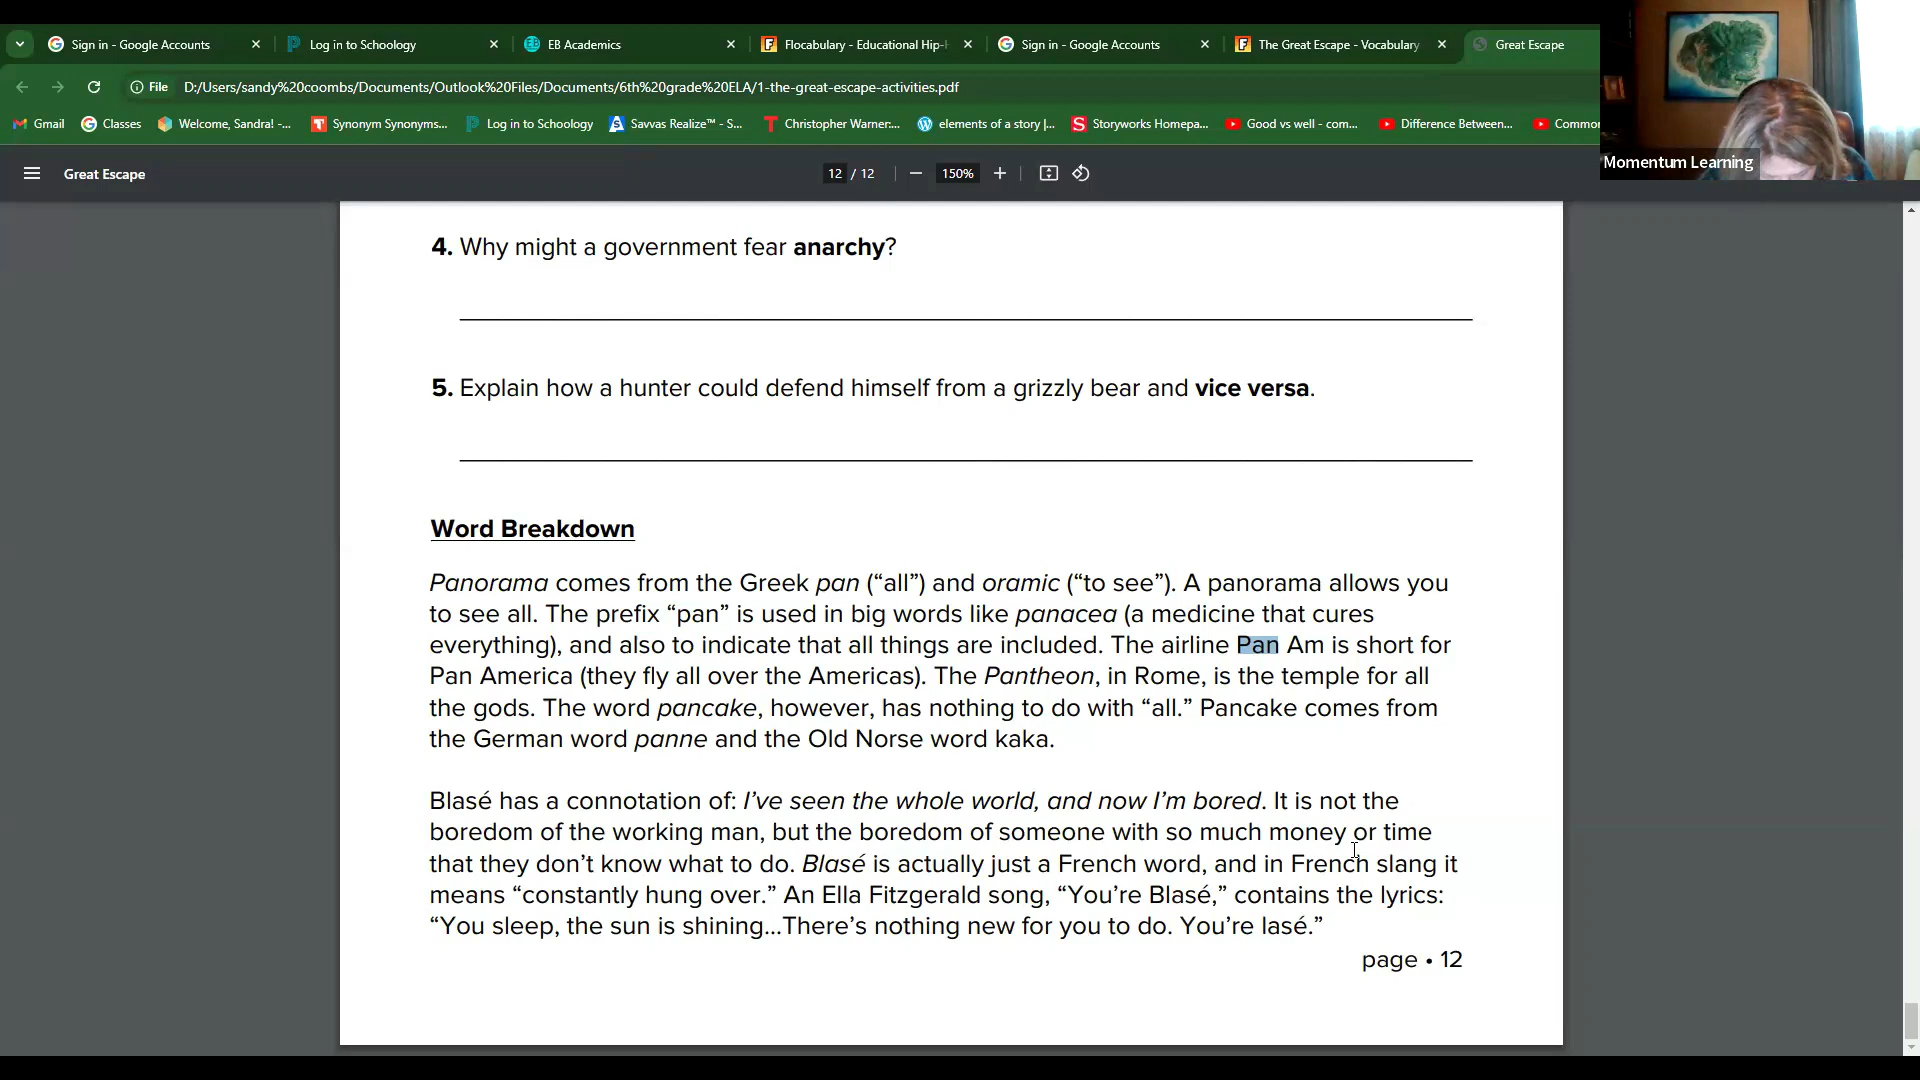 Sign in - Google Accounts
Log in to Schoology
EB Academics
Flocabulary - Educational Hip-H
Sign in - Google Accounts
The Great Escape - Vocabulary
Great Escape
File
D:/Users/sandy%20coombs/Documents/Outlook%20Files/Documents/6th%20grade%20ELA/1-the-great-escape-activities.pdf
Gmail
Classes
Welcome, Sandra! -...
Synonym Synonyms...
Log in to Schoology
Savvas Realize™ - S...
Christopher Warner:...
elements of a story |...
Storyworks Homepa...
Good vs well - com...
Difference Between...
Commo
Momentum Learning
Great Escape
12 / 12
150%
4. Why might a government fear anarchy?
5. Explain how a hunter could defend himself from a grizzly bear and vice versa.
Word Breakdown
Panorama comes from the Greek pan (“all”) and oramic (“to see”). A panorama allows you
to see all. The prefix “pan” is used in big words like panacea (a medicine that cures
everything), and also to indicate that all things are included. The airline Pan Am is short for
Pan America (they fly all over the Americas). The Pantheon, in Rome, is the temple for all
the gods. The word pancake, however, has nothing to do with “all.” Pancake comes from
the German word panne and the Old Norse word kaka.
Blasé has a connotation of: I’ve seen the whole world, and now I’m bored. It is not the
boredom of the working man, but the boredom of someone with so much money or time
that they don’t know what to do. Blasé is actually just a French word, and in French slang it
means “constantly hung over.” An Ella Fitzgerald song, “You’re Blasé,” contains the lyrics:
“You sleep, the sun is shining...There’s nothing new for you to do. You’re lasé.”
page • 12